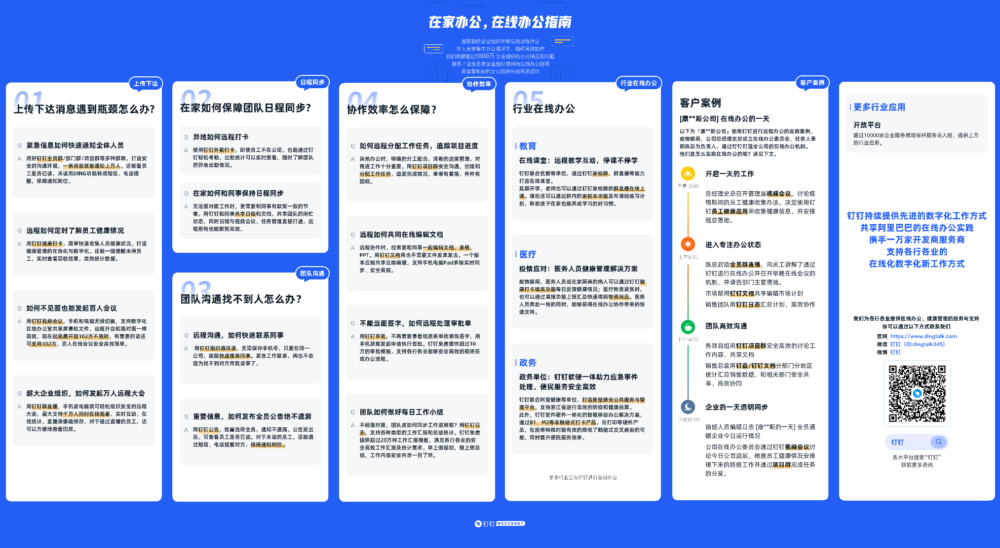 在家办公，在线办公指南
国家鼓励企业组织开展在线远程办公
在人员非集中办公情况下，如何高效协作
我们根据超过1000万 企业组织的办公情况和问题
提炼了适合各类企业组织使用的在线办公指南
希望帮助你的企业组织在线高速运转
上传下达
01
上传下达消息遇到瓶颈怎么办?
Q 紧急信息如何快速通知全体人员
A 用好钉钉全员群/部门群/项目群等多种群聊，打造安
全的沟通环境，一条消息就能通知上万人。还能看员
工是否已读，未读用DING功能转成短信、电话提
醒，保障通知到位。
Q 远程如何定时了解员工健康情况
A 用钉钉健康打卡，简单快速收集人员健康状况，打造
健康管理的在线化与数字化。还能一键提醒未填员
工，实时查看回收结果，高效统计数据。
Q 如何不见面也能发起百人会议
A 用钉钉视频会议，手机和电脑无缝切换，支持数字化
在线办公室共享屏幕和文件，远程开会和面对面一样
高效。现在起免费开放102方不限时，有需要的话还
可支持302方，百人在线会议安全高效简单。
Q 超大企业组织，如何发起万人远程大会
A 用钉钉群直播，手机或电脑就可轻松组织安全的远程
大会，最大支持千万人同时在线观看、实时互动、在
线统计，直播录像能保存，对于错过直播的员工，还
可以方便地查看回放。
日程同步
02
在家如何保障团队日程同步?
Q 异地如何远程打卡
A 使用钉钉外勤打卡，即使员工不在公司，也能通过钉
钉轻松考勤。出勤统计可以实时查看，随时了解团队
的异地出勤情况。
Q 在家如何和同事保持日程同步
A 无法面对面工作时，更需要和同事有默契一致的节
奏。用钉钉和同事共享日程和文档，共享团队的闲忙
状态，同时日程与视频会议、任务管理直接打通，远
程搭档也能默契高效。
团队沟通
03
团队沟通找不到人怎么办?
Q 远程沟通，如何快速联系同事
A 用钉钉组织通讯录，无需保存手机号，只要在同一
公司，就能快速搜索同事。紧急工作联系，再也不会
因为找不到对方而耽误事了。
Q 重要信息，如何发布全员公告绝不遗漏
A 用钉钉公告，批量选择全员，通知不遗漏。公告发出
后，可查看员工是否已读。对于未读的员工，还能通
过短信、电话提醒对方，保障通知到位。
协作效率
04
协作效率怎么保障?
Q 如何远程分配工作任务，追踪项目进度
A 异地办公时，明确的分工配合，清晰的进度管理，对
推进工作十分重要。用钉钉项目群安全沟通，创建和
分配工作任务，追踪完成情况，事事有着落，件件有
回响。
Q 远程如何共同在线编辑文档
A 远程协作时，经常要和同事一起编辑文档、表格、
PPT。用钉钉文档再也不需要文件发来发去，一个版
本云端共享云端编辑，支持手机电脑Pad多端实时同
步、安全高效。
Q 不能当面签字，如何远程处理审批单
A 用钉钉审批，不再需要拿着纸质表单找领导签字，用
手机就能发起申请执行签批。钉钉免费提供超过10
万的审批模板，支持各行各业能够安全高效的搭建在
线办公流程。
Q 团队如何做好每日工作小结
A 不能面对面，团队该如何同步工作进展呢？用钉钉日
志，支持各种类型的工作汇报和总结统计。钉钉免费
提供超过20万种工作汇报模板，满足各行各业的安
全高效工作汇报及统计需求。早上做规划，晚上做总
结，工作内容安全共享一目了然。
行业在线办公
05
行业在线办公
教育
在线课堂：远程教学互动，停课不停学
钉钉联合优酷等单位，通过钉钉家校群、群直播等能力
打造在线课堂。
延期开学，老师也可以通过钉钉家校群的群直播在线上
课。课后还可以通过群内的家校本功能发布课程练习计
划，帮助孩子在家也能养成学习的好习惯。
医疗
疫情应对：医务人员健康管理解决方案
疫情期间，医务人员或在家隔离的病人可以通过钉钉健
康打卡填表功能每日反馈健康情况；医疗物资紧张时，
也可以通过填报功能上报汇总快速得到物资响应。医务
人员奔赴一线的同时，能够获得在线办公协作带来的快
速支持。
政务
政务单位：钉钉软硬一体助力应急事件
处理、便民服务安全高效
钉钉联合阿里健康等单位，打造新型肺炎公共服务与管
理平台，支持浙江省进行高效的防疫和健康统筹。
此外，钉钉软件硬件一体化的智能移动办公解决方案，
通过B1、M2等非触碰式打卡产品，云打印等硬件产
品，在疫情特殊时期有效的降低了触碰式交叉感染的可
能，同时提升便民服务效率。
更多行业正在钉钉进行在线办公
客户案例
客户案例
[康**斯公司] 在线办公的一天
以下为「康**斯公司」使用钉钉进行远程办公的实践案例。
疫情期间，公司总经理史总成立在线办公委员会，任命人事
部陈总为负责人，通过钉钉打造全公司的在线办公机制。
他们是怎么实践在线办公的呢？请见下文。
开启一天的工作
早晨 9:00
总经理史总召开管理层视频会议，讨论疫
情期间的员工健康收集办法。决定使用钉
钉员工健康应用来收集健康信息，并安排
程总落地。
进入专注办公状态
上午9:30
陈总启动全员群直播，向员工讲解了通过
钉钉进行在线办公并召开早晚在线会议的
机制，并请各部门主管落地。
市场部用钉钉文档共享编辑市场计划
销售团队用钉钉日志汇总计划，高效协作
团队高效沟通
下午14:00
各项目组用钉钉项目群安全高效的讨论工
作内容、共享文档
销售总监用钉盘/钉钉文档分部门分地区
统计汇总销售数据，和相关部门安全共
享、高效协同
企业的一天透明同步
下班18:00
值班人员编辑日志 [康**斯的一天] 全员通
晒企业今日运行情况
公司在线办公委员会通过钉钉视频会议讨
论今日公司进展，根据员工健康情况安排
接下来的防疫工作并通过项目群完成任务
的分发。
更多行业应用
开放平台
超过10000家企业服务领域标杆服务商入驻，提供上万
款行业应用。
钉钉持续提供先进的数字化工作方式
共享阿里巴巴的在线办公实践
携手一万家开发商服务商
支持各行各业的
在线化数字化新工作方式
我们为各行各业提供在线办公、健康管理的服务与支持
你可以通过以下方式联系我们
官网 https://www.dingtalk.com
微信 钉钉（ID:dingtalk345）
微博 钉钉
钉钉
各大平台搜索“钉钉”
获取更多资讯
钉钉 阿里巴巴集团旗下